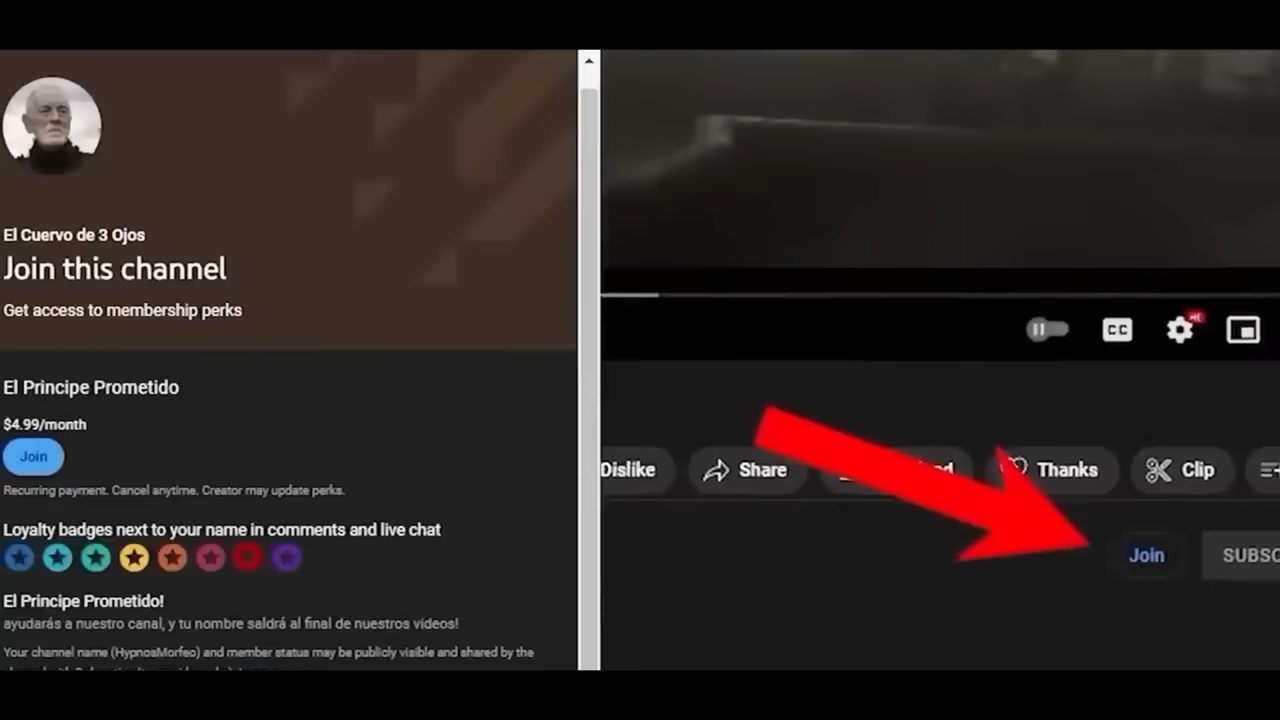 El Cuervo de 3 Ojos
Join this channel
Get access to membership perks
El Principe Prometido
$4.99/month
Join
Recurring payment. Cancel anytime. Creator may update perks.
Loyalty badges next to your name in comments and live chat
El Principe Prometido!
ayudarás a nuestro canal, y tu nombre saldrá al final de nuestros videos!
Your channel name (HypnosMorfeo) and member status may be publicly visible and shared by the
CC
Dislike
Share
Thanks
Clip
Join
SUBSC